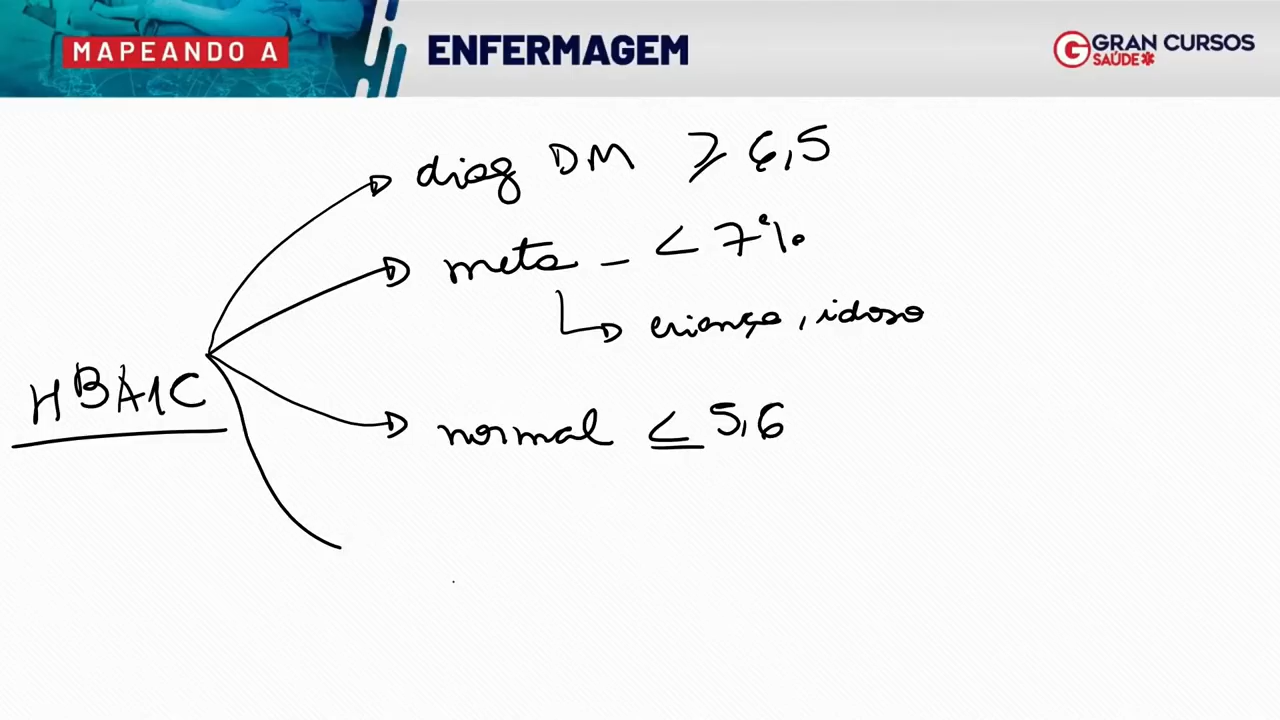 MAPEANDO A
ENFERMAGEM
GRAN CURSOS
SAÚDE
diag DM ⩾ 6,5
meta - < 7%
criança, idoso
HBA1C
normal ≤ 5,6